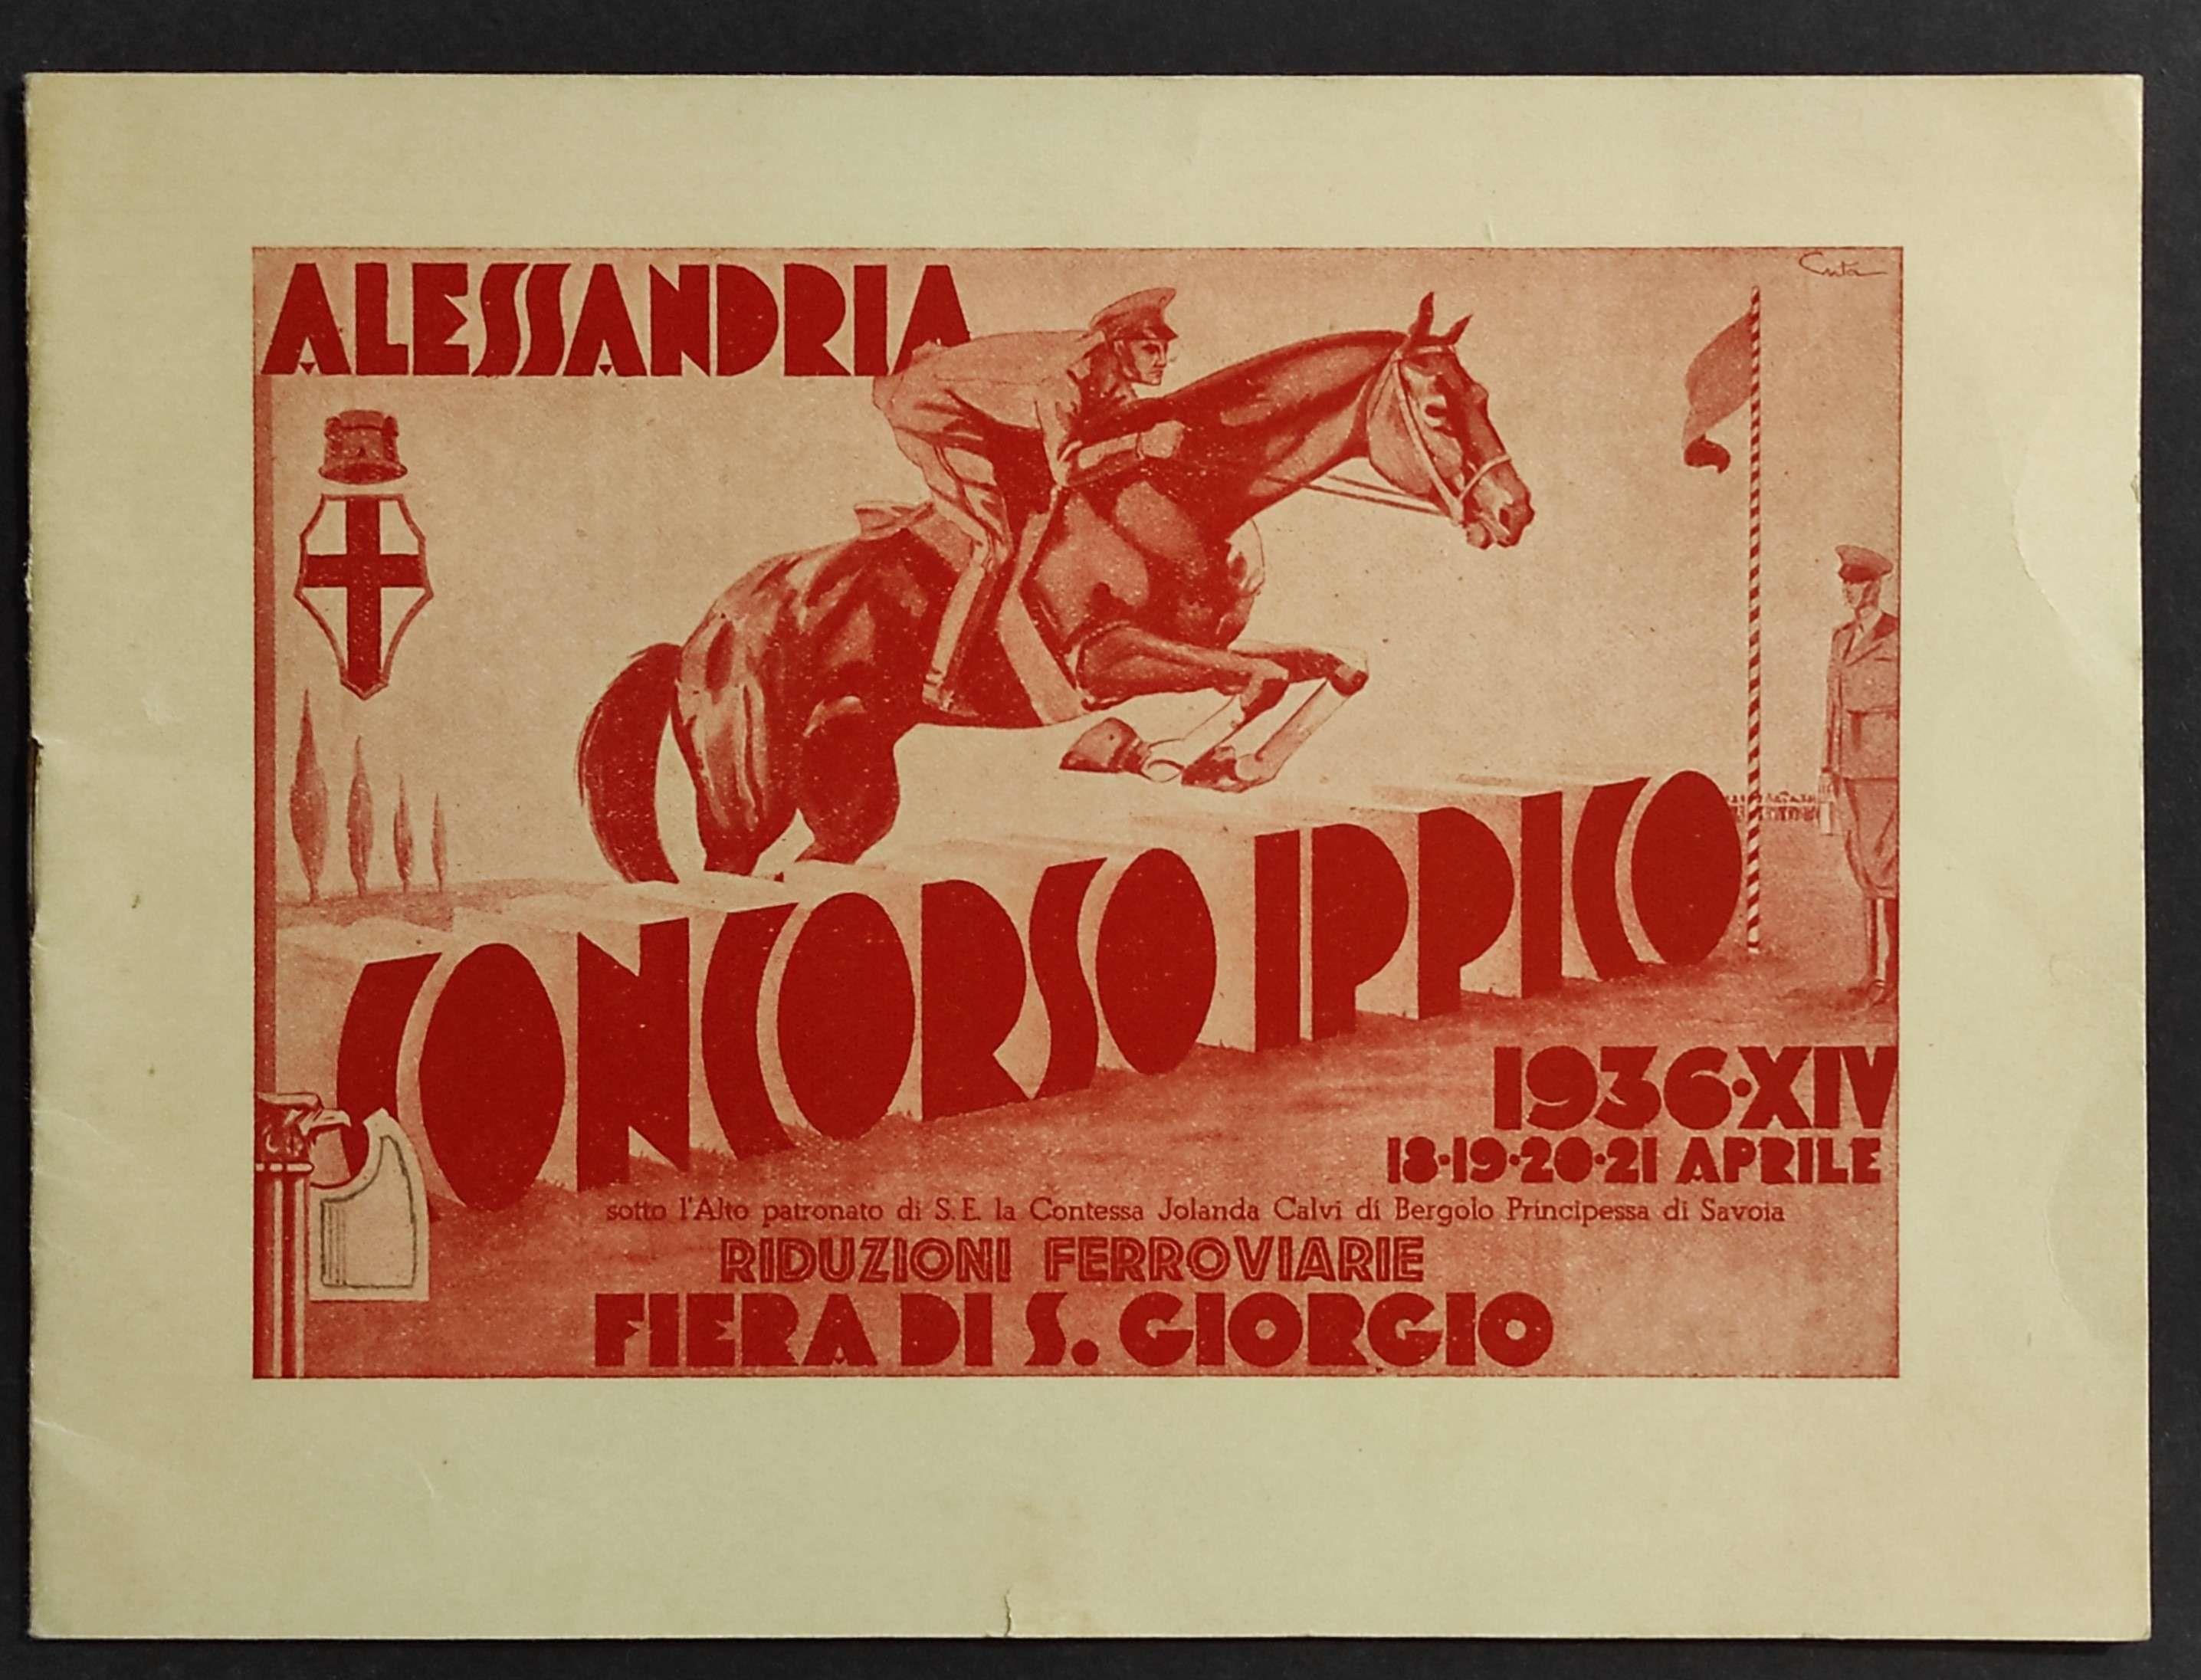 ALESSANDRIA
CONCORSO IPPICO
1936·XIV
18·19·20·21 APRILE
sotto l'Alto patronato di S. E. la Contessa Jolanda Calvi di Bergolo Principessa di Savoia
RIDUZIONI FERROVIARIE
FIERA DI S. GIORGIO